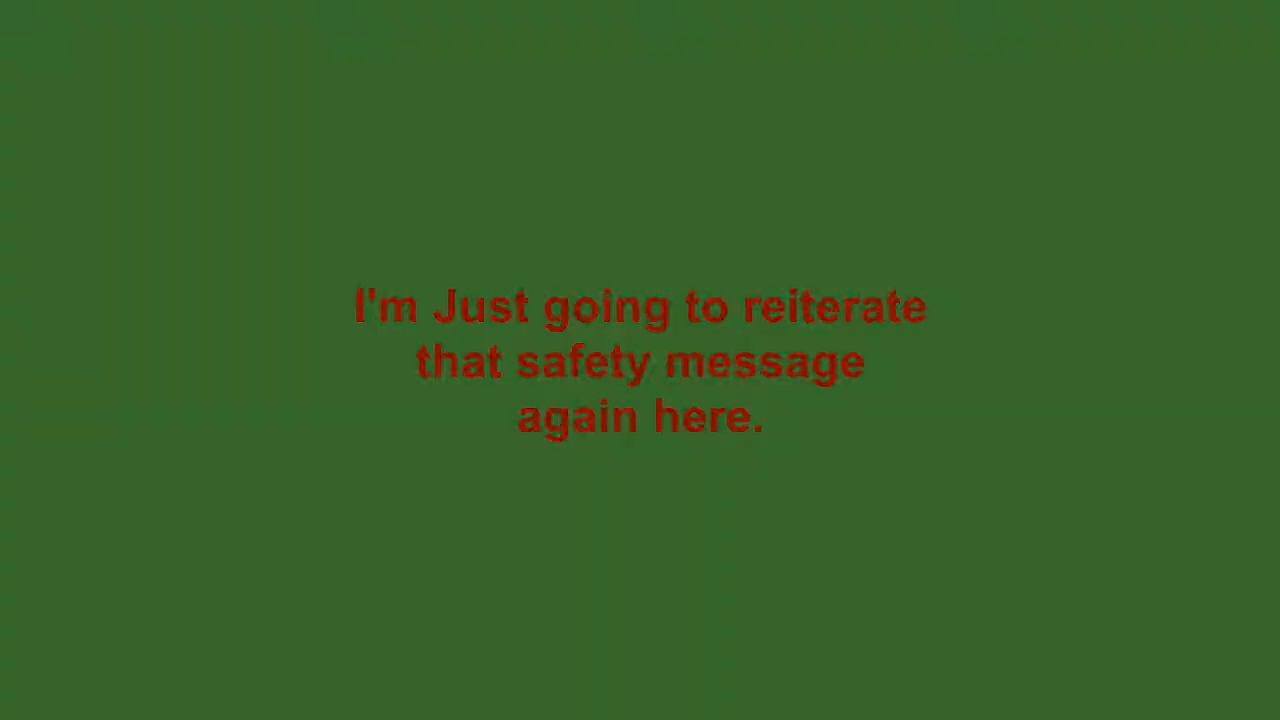 I'm Just going to reiterate
that safety message
again here.